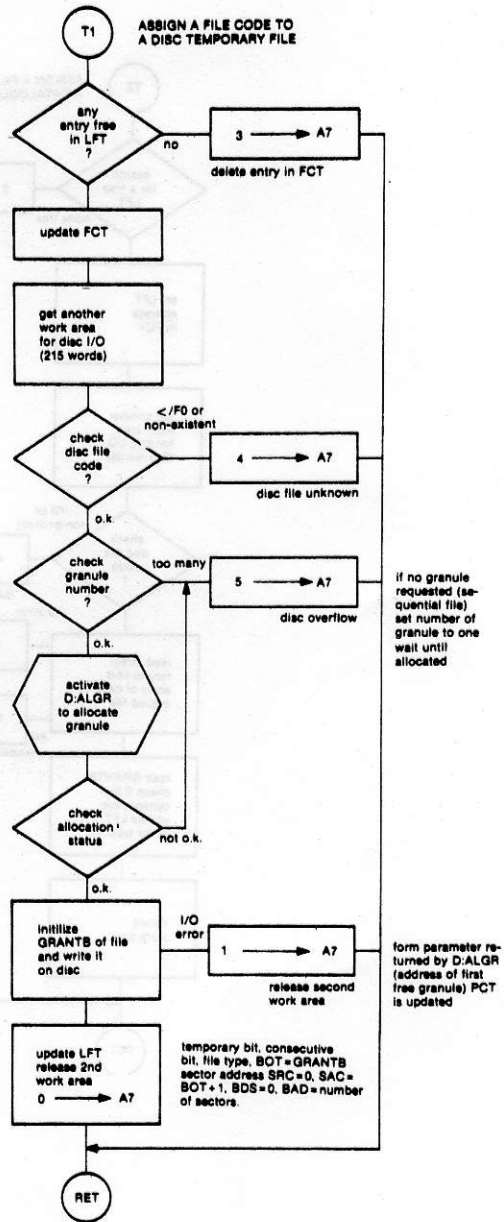 T1
ASSIGN A FILE CODE TO
A DISC TEMPORARY FILE
any
entry free
in LFT
?
no
3 → A7
delete entry in FCT
update FCT
get another
work area
for disc I/O
(215 words)
check
disc file
code
?
</F0 or
non-existent
4 → A7
disc file unknown
o.k.
check
granule
number
?
too many
5 → A7
disc overflow
if no granule
requested (se-
quential file)
set number of
granule to one
wait until
allocated
o.k.
activate
D:ALGR
to allocate
granule
check
allocation
status
not o.k.
o.k.
initilize
GRANTB of file
and write it
on disc
I/O
error
1 → A7
release second
work area
form parameter re-
turned by D:ALGR
(address of first
free granule) PCT
is updated
update LFT
release 2nd
work area
0 → A7
temporary bit, consecutive
bit, file type, BOT=GRANTB
sector address SRC=0, SAC=
BOT+1, BDS=0, BAD=number
of sectors.
RET